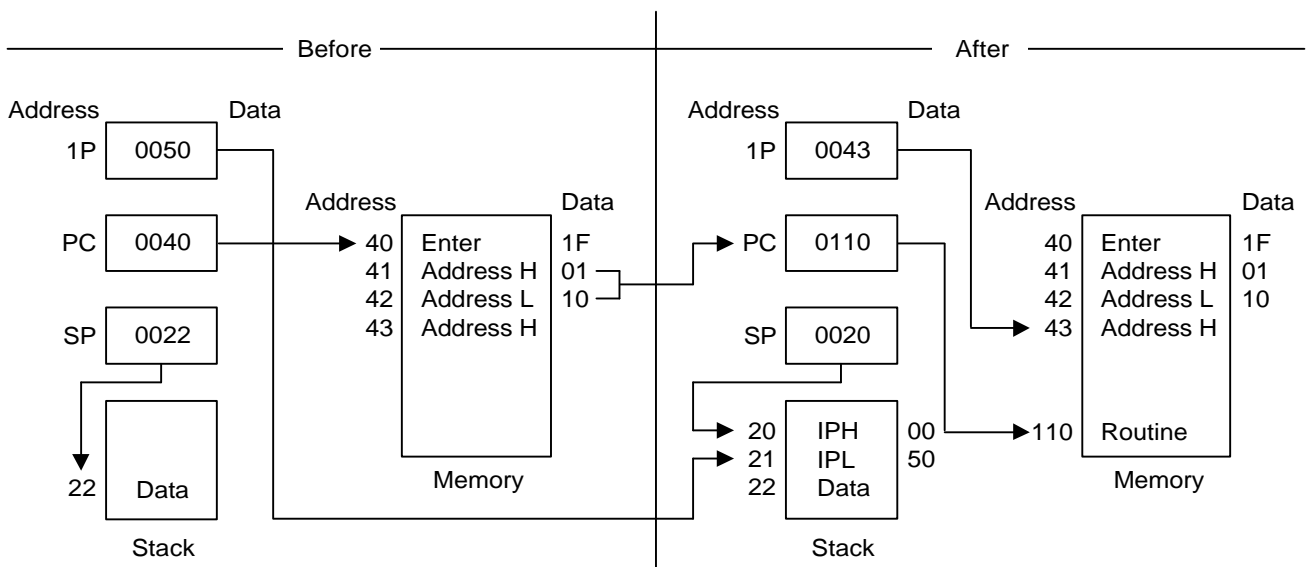 Before
After
Address Data
1P 0050
Address Data
PC 0040
40 Enter 1F
41 Address H 01
42 Address L 10
43 Address H
SP 0022
22 Data
Memory
Stack
Address Data
1P 0043
Address Data
PC 0110
40 Enter 1F
41 Address H 01
42 Address L 10
43 Address H
SP 0020
20 IPH 00
21 IPL 50
22 Data
110 Routine
Memory
Stack